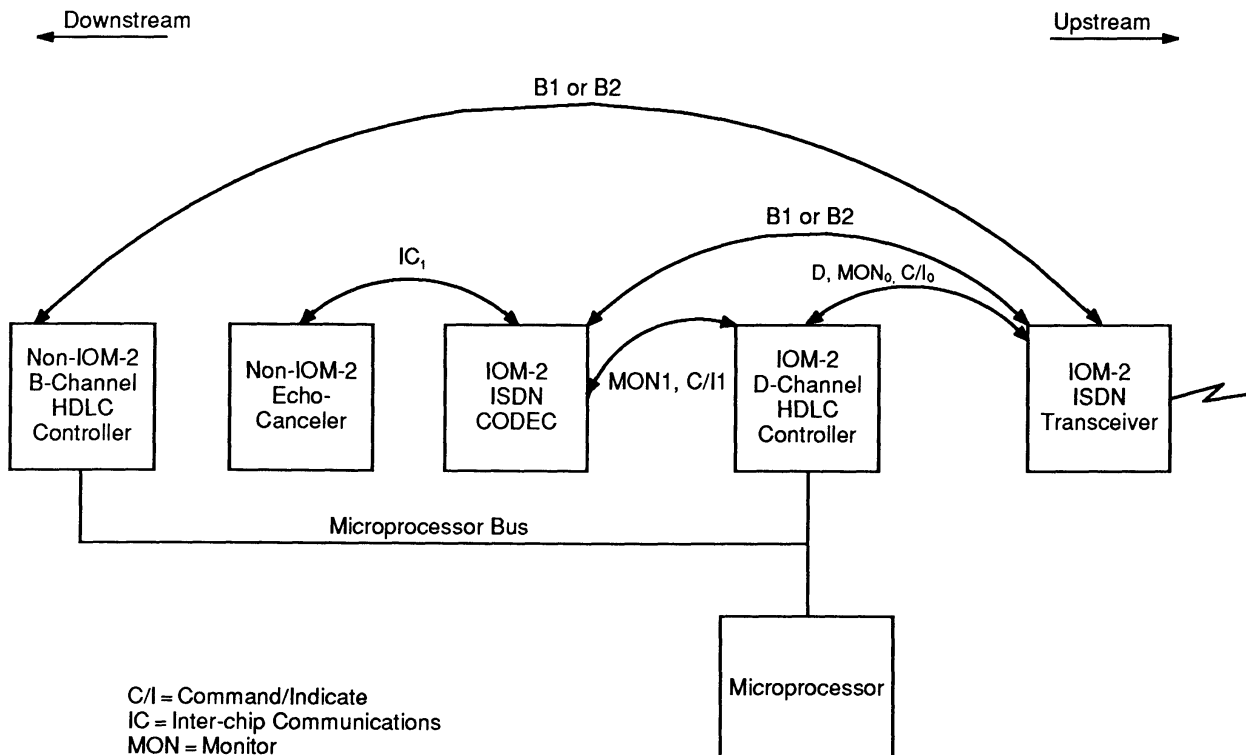 Downstream
Upstream
B1 or B2
B1 or B2
IC₁
D, MON₀, C/I₀
Non-IOM-2
B-Channel
HDLC
Controller
Non-IOM-2
Echo-
Canceler
IOM-2
ISDN
CODEC
MON1, C/I1
IOM-2
D-Channel
HDLC
Controller
IOM-2
ISDN
Transceiver
Microprocessor Bus
Microprocessor
C/I = Command/Indicate
IC = Inter-chip Communications
MON = Monitor